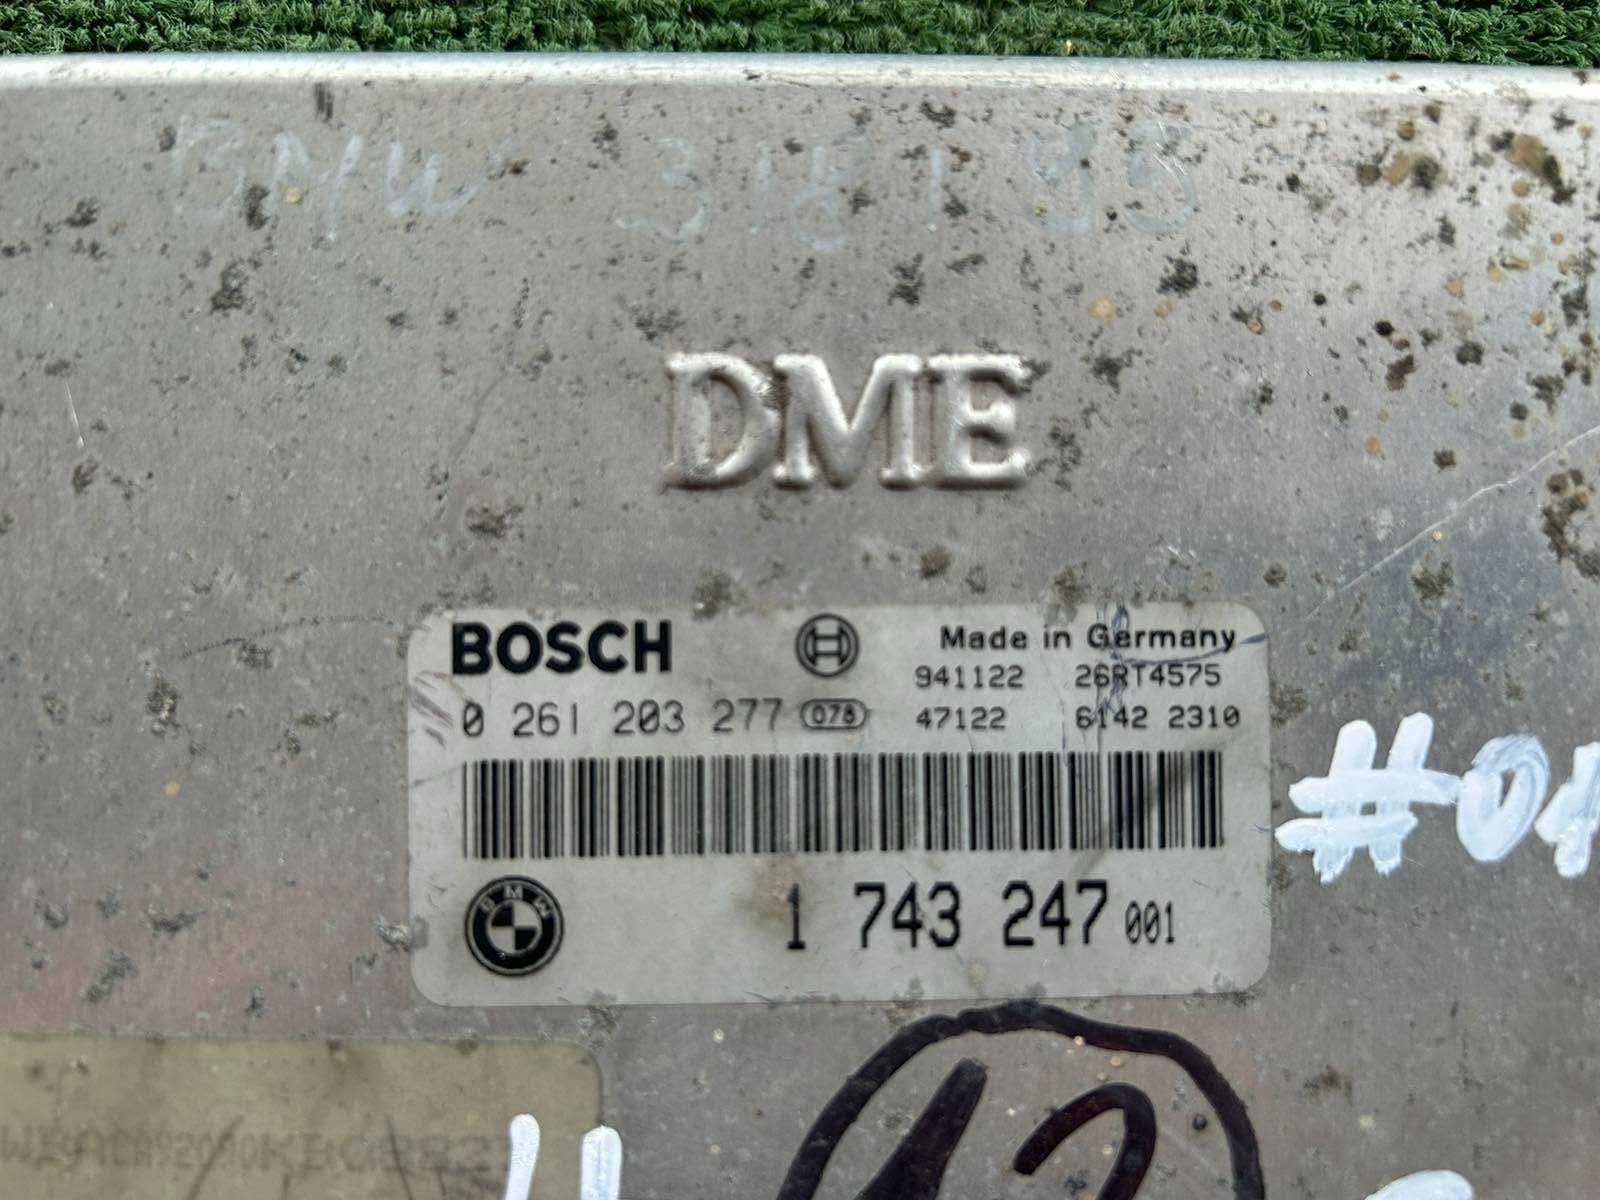 BMW 318i 95
DME
BOSCH Made in Germany
941122 26RT4575
0 261 203 277 078 47122 6142 2310
#01
BMW 1 743 247 001
12